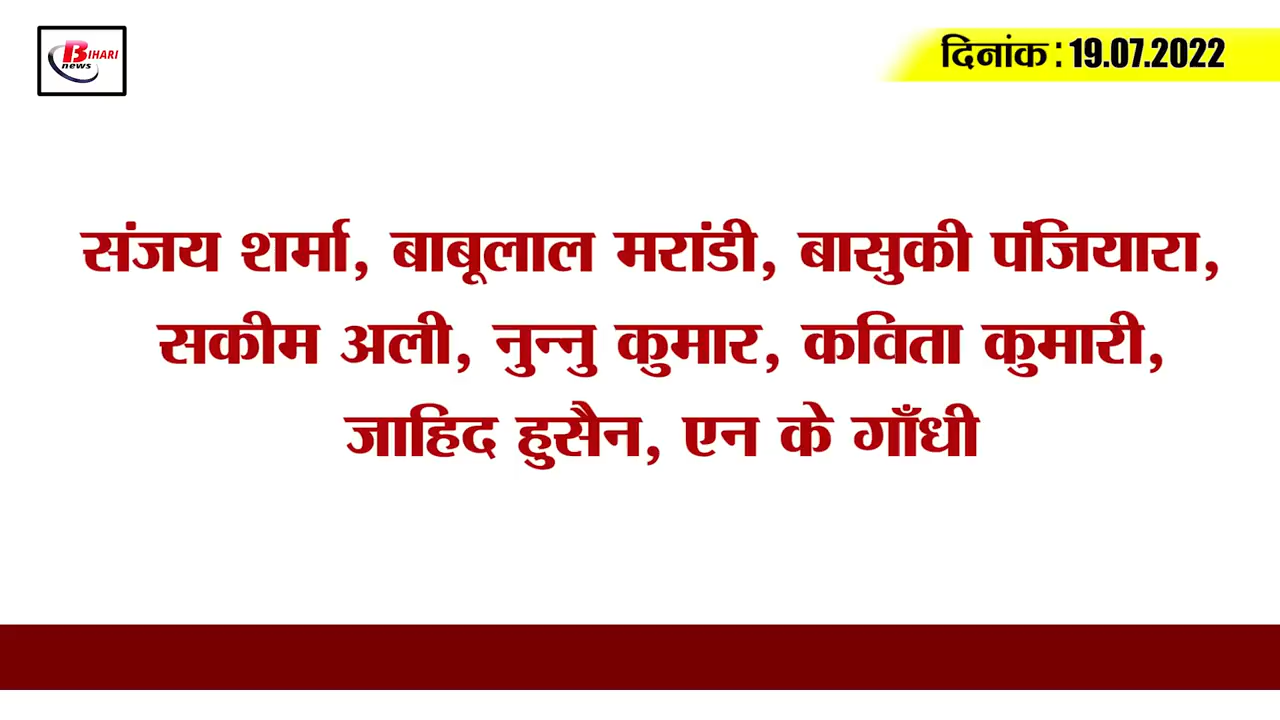 BIHARI
news
दिनांक : 19.07.2022
संजय शर्मा, बाबूलाल मरांडी, बासुकी पंजियारा,
सकीम अली, नुन्नु कुमार, कविता कुमारी,
जाहिद हुसैन, एन के गाँधी